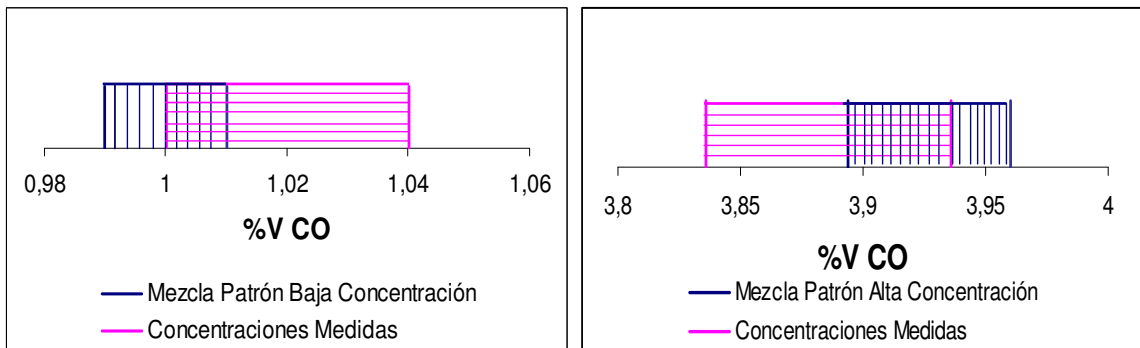 0,98 1 1,02 1,04 1,06
%V CO
Mezcla Patrón Baja Concentración
Concentraciones Medidas
3,8 3,85 3,9 3,95 4
%V CO
Mezcla Patrón Alta Concentración
Concentraciones Medidas